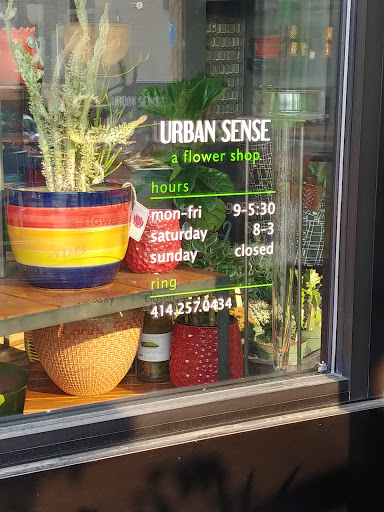 URBAN SENSE
a flower shop
hours
mon-fri 9-5:30
saturday 8-3
sunday closed
ring
414.257.0434